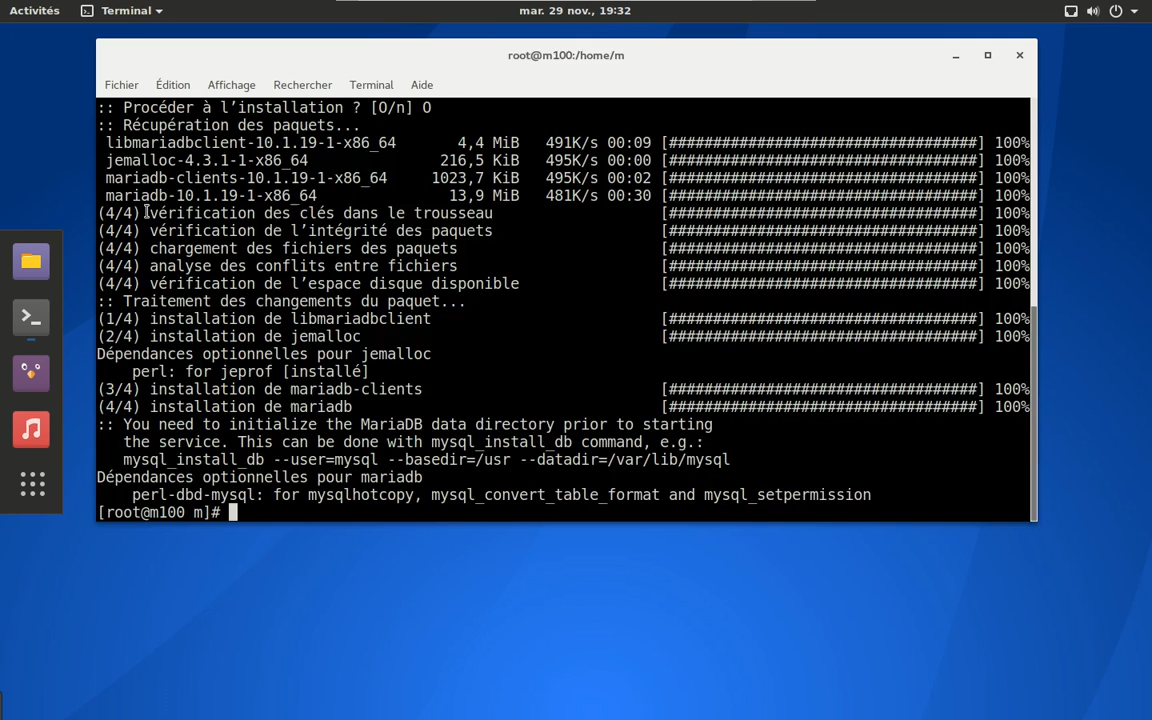 Activités Terminal mar. 29 nov., 19:32
root@m100:/home/m
Fichier Édition Affichage Rechercher Terminal Aide
:: Procéder à l’installation ? [O/n] O
:: Récupération des paquets...
libmariadbclient-10.1.19-1-x86_64 4,4 MiB 491K/s 00:09 [###################################] 100%
jemalloc-4.3.1-1-x86_64 216,5 KiB 495K/s 00:00 [###################################] 100%
mariadb-clients-10.1.19-1-x86_64 1023,7 KiB 495K/s 00:02 [###################################] 100%
mariadb-10.1.19-1-x86_64 13,9 MiB 481K/s 00:30 [###################################] 100%
(4/4) vérification des clés dans le trousseau [###################################] 100%
(4/4) vérification de l’intégrité des paquets [###################################] 100%
(4/4) chargement des fichiers des paquets [###################################] 100%
(4/4) analyse des conflits entre fichiers [###################################] 100%
(4/4) vérification de l’espace disque disponible [###################################] 100%
:: Traitement des changements du paquet...
(1/4) installation de libmariadbclient [###################################] 100%
(2/4) installation de jemalloc [###################################] 100%
Dépendances optionnelles pour jemalloc
perl: for jeprof [installé]
(3/4) installation de mariadb-clients [###################################] 100%
(4/4) installation de mariadb [###################################] 100%
:: You need to initialize the MariaDB data directory prior to starting
the service. This can be done with mysql_install_db command, e.g.:
mysql_install_db --user=mysql --basedir=/usr --datadir=/var/lib/mysql
Dépendances optionnelles pour mariadb
perl-dbd-mysql: for mysqlhotcopy, mysql_convert_table_format and mysql_setpermission
[root@m100 m]#